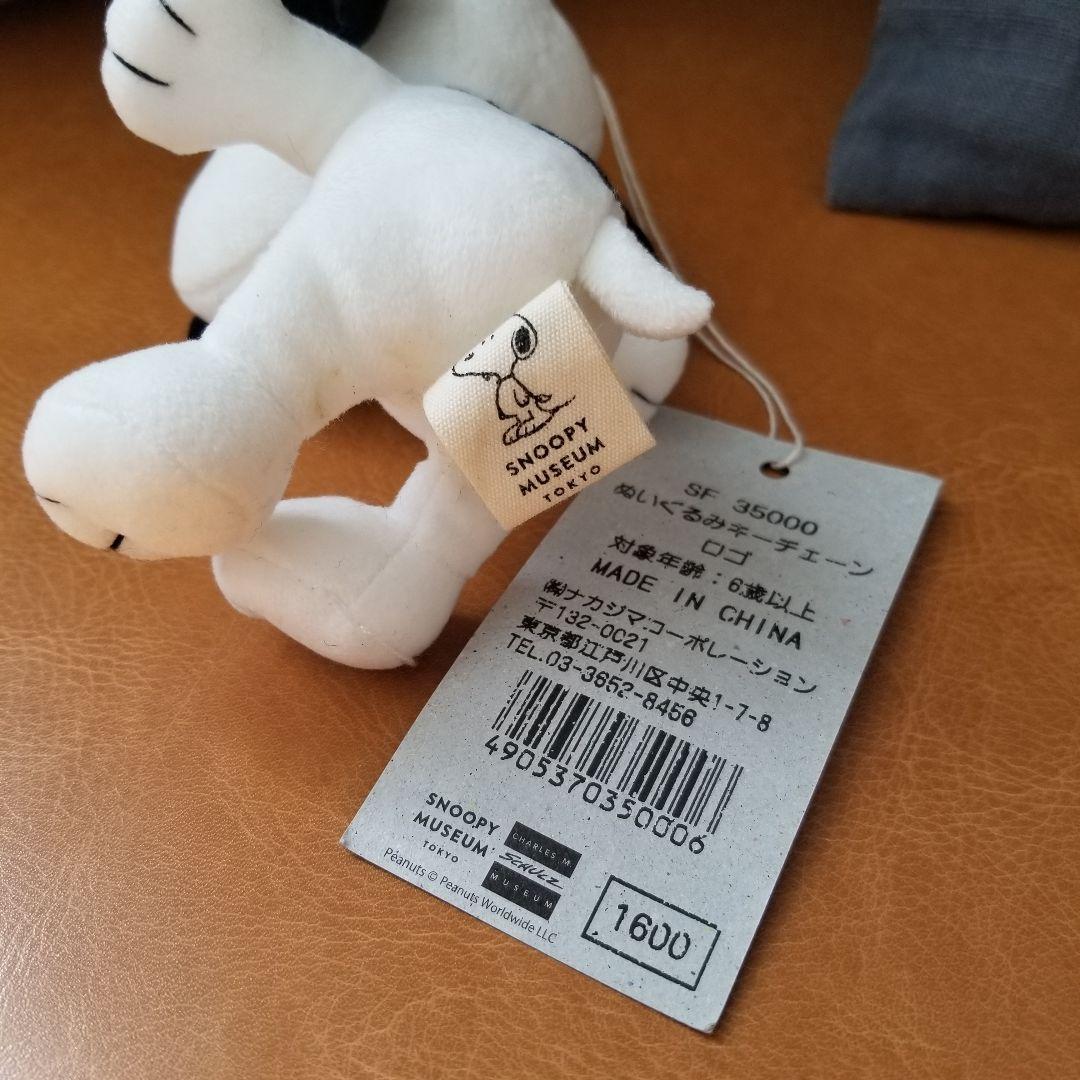 SNOOPY
MUSEUM
TOKYO
SF 35000
ぬいぐるみキーチェーン
ロゴ
対象年齢：6歳以上
MADE IN CHINA
㈱ナカジマコーポレーション
〒132-0021
東京都江戸川区中央1-7-8
TEL.03-3652-8456
4905370350006
SNOOPY
MUSEUM
TOKYO
CHARLES M.
SCHULZ
MUSEUM
Peanuts © Peanuts Worldwide LLC
1600